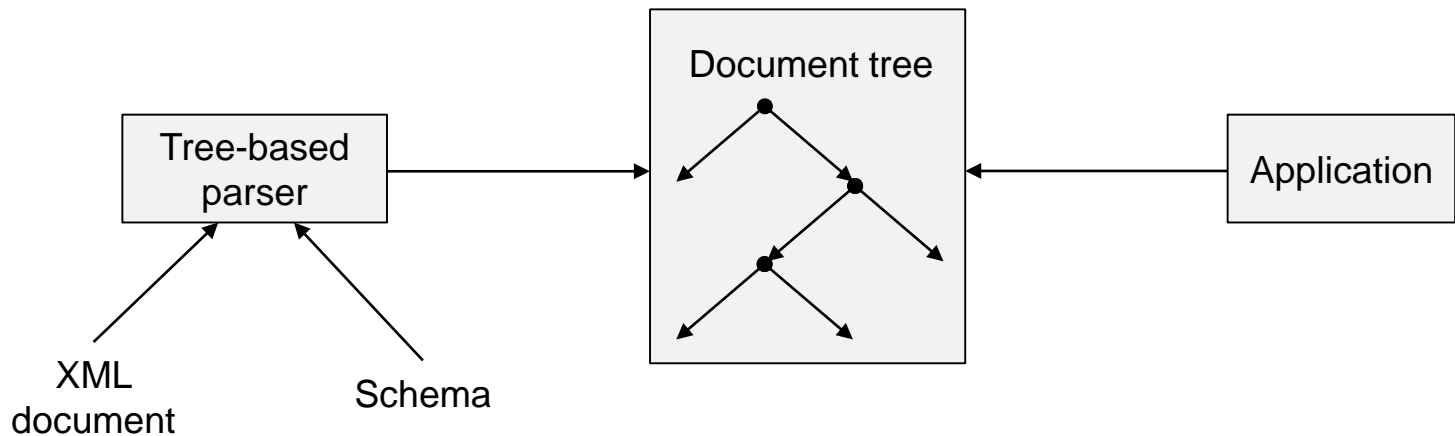 Document tree
Tree-based
parser
Application
XML
document
Schema